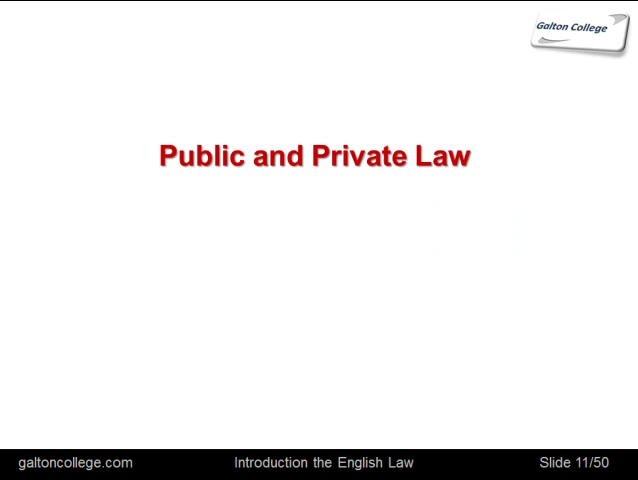 Galton College
Public and Private Law
galtoncollege.com
Introduction the English Law
Slide 11/50